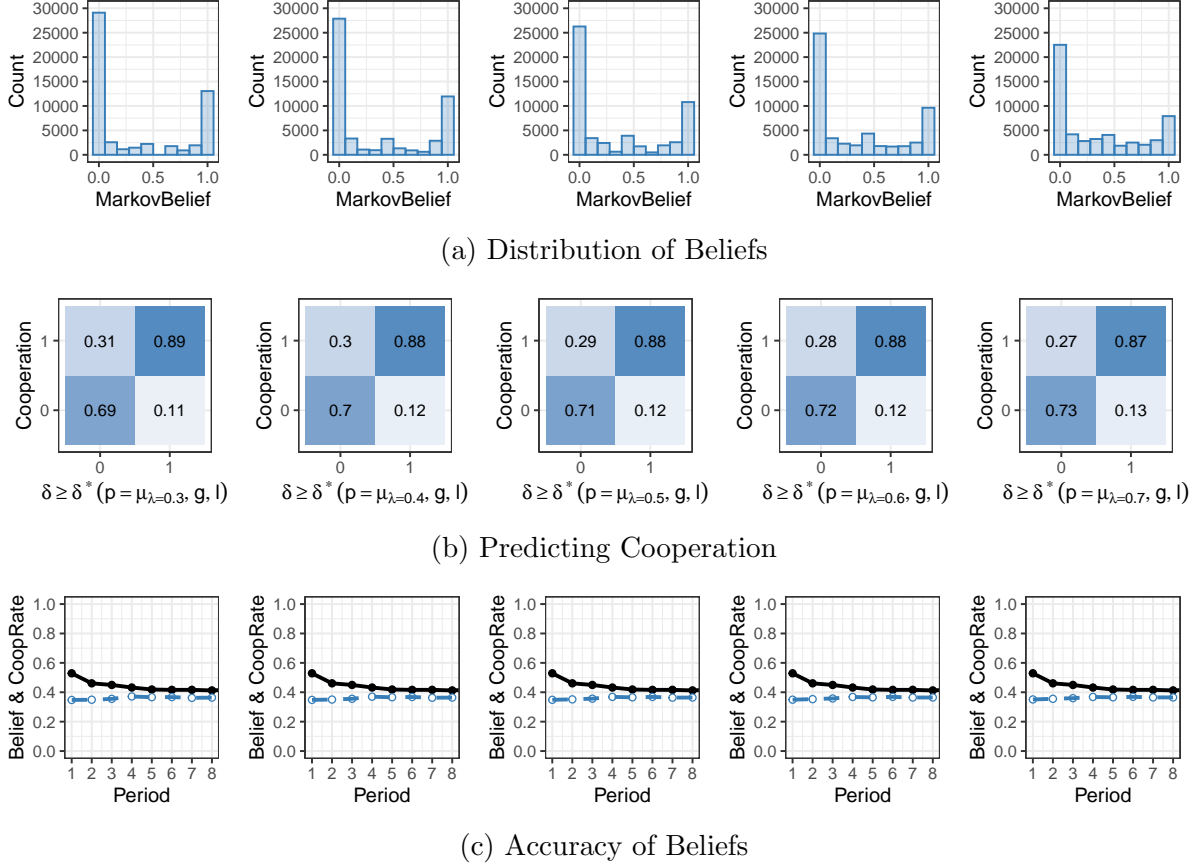 30000 30000 30000 30000 30000
25000 25000 25000 25000 25000
20000 20000 20000 20000 20000
15000 15000 15000 15000 15000
10000 10000 10000 10000 10000
5000 5000 5000 5000 5000
0 0 0 0 0
Count Count Count Count Count
0.0 0.5 1.0 0.0 0.5 1.0 0.0 0.5 1.0 0.0 0.5 1.0 0.0 0.5 1.0
MarkovBelief MarkovBelief MarkovBelief MarkovBelief MarkovBelief
(a) Distribution of Beliefs
Cooperation Cooperation Cooperation Cooperation Cooperation
1 0.31 0.89 1 0.3 0.88 1 0.29 0.88 1 0.28 0.88 1 0.27 0.87
0 0.69 0.11 0 0.7 0.12 0 0.71 0.12 0 0.72 0.12 0 0.73 0.13
0 1 0 1 0 1 0 1 0 1
δ ≥ δ*(p = μλ=0.3, g, l) δ ≥ δ*(p = μλ=0.4, g, l) δ ≥ δ*(p = μλ=0.5, g, l) δ ≥ δ*(p = μλ=0.6, g, l) δ ≥ δ*(p = μλ=0.7, g, l)
(b) Predicting Cooperation
Belief & CoopRate Belief & CoopRate Belief & CoopRate Belief & CoopRate Belief & CoopRate
1.0 1.0 1.0 1.0 1.0
0.8 0.8 0.8 0.8 0.8
0.6 0.6 0.6 0.6 0.6
0.4 0.4 0.4 0.4 0.4
0.2 0.2 0.2 0.2 0.2
0.0 0.0 0.0 0.0 0.0
1 2 3 4 5 6 7 8 1 2 3 4 5 6 7 8 1 2 3 4 5 6 7 8 1 2 3 4 5 6 7 8 1 2 3 4 5 6 7 8
Period Period Period Period Period
(c) Accuracy of Beliefs